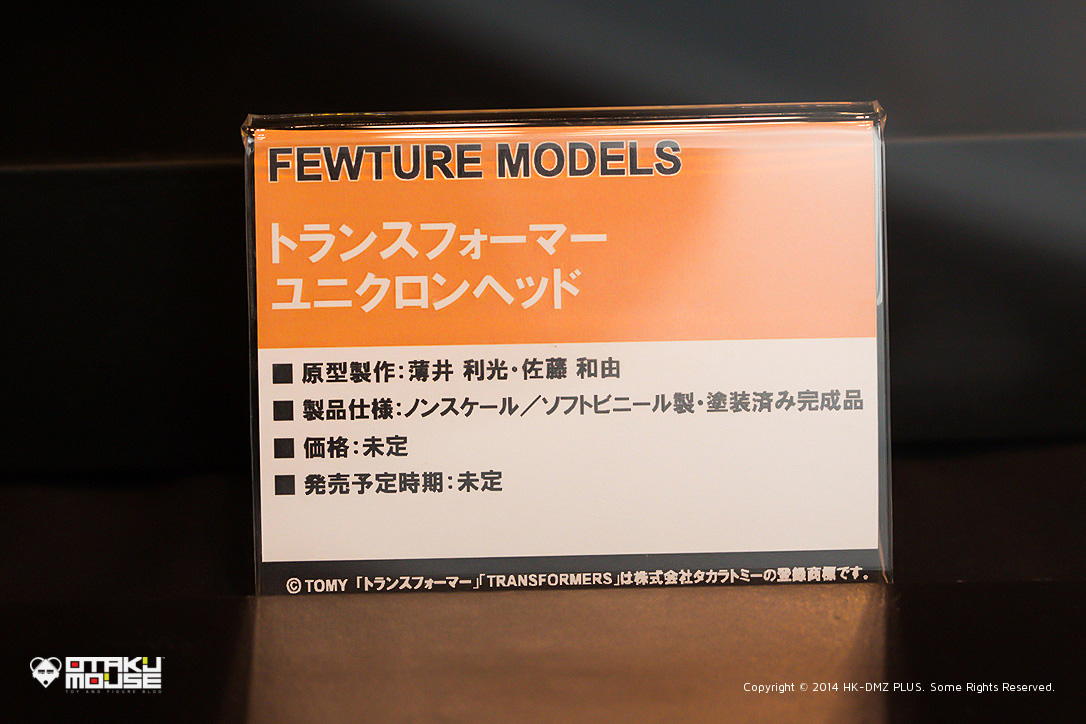 FEWTURE MODELS
トランスフォーマー
ユニクロンヘッド
■ 原型製作：薄井 利光・佐藤 和由
■ 製品仕様：ノンスケール／ソフトビニール製・塗装済み完成品
■ 価格：未定
■ 発売予定時期：未定
©TOMY 「トランスフォーマー」「TRANSFORMERS」は株式会社タカラトミーの登録商標です。
OTAKU
MOUSE
TOY AND FIGURE BLOG
Copyright © 2014 HK-DMZ PLUS. Some Rights Reserved.